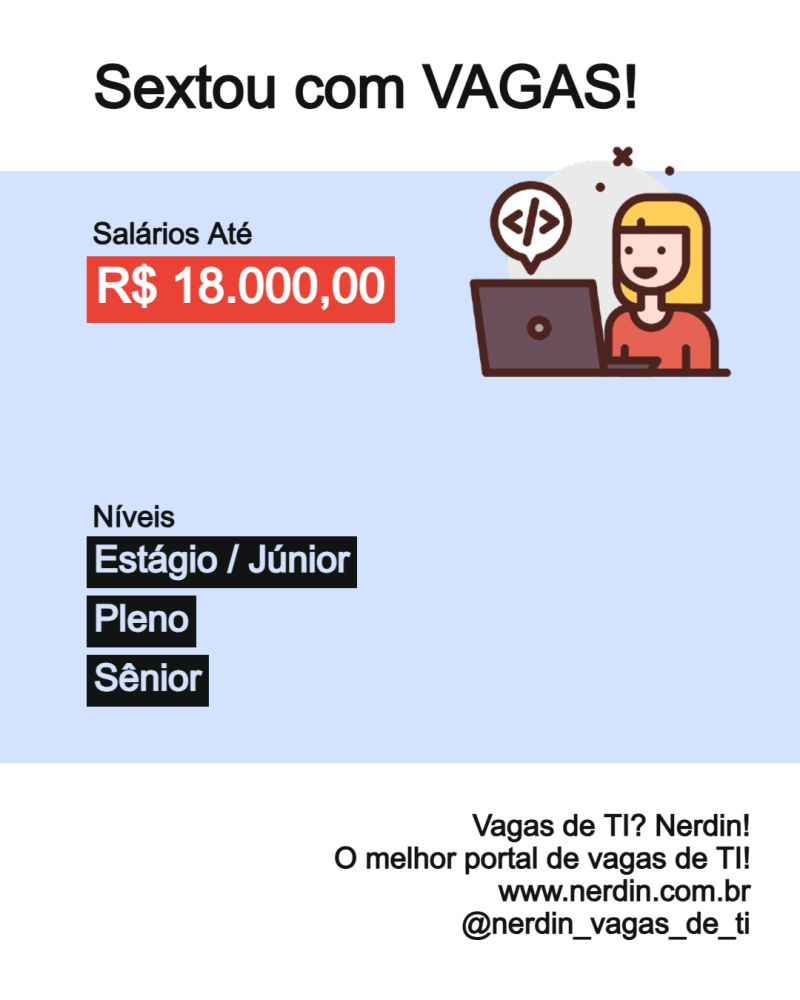 Sextou com VAGAS!
</>
Salários Até
R$ 18.000,00
Níveis
Estágio / Júnior
Pleno
Sênior
Vagas de TI? Nerdin!
O melhor portal de vagas de TI!
www.nerdin.com.br
@nerdin_vagas_de_ti